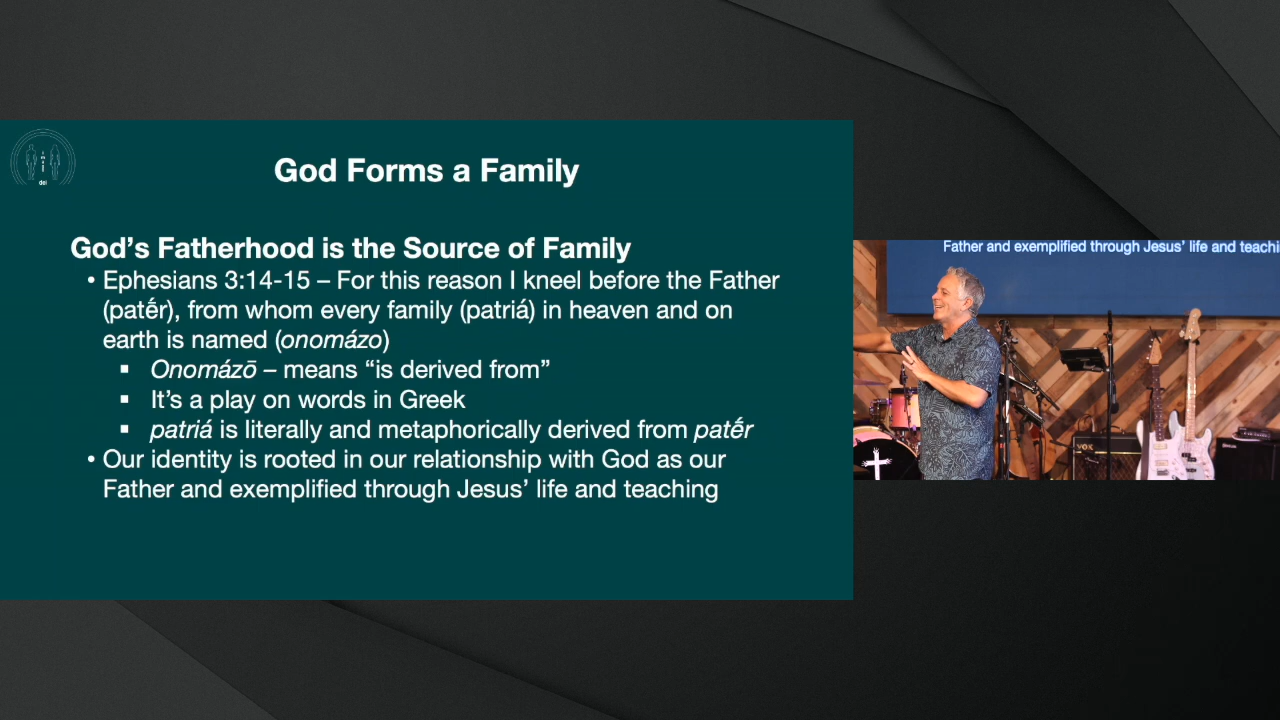 dei
God Forms a Family
God’s Fatherhood is the Source of Family
• Ephesians 3:14-15 – For this reason I kneel before the Father
(patḗr), from whom every family (patriá) in heaven and on
earth is named (onomázo)
▪ Onomázō – means “is derived from”
▪ It’s a play on words in Greek
▪ patriá is literally and metaphorically derived from patḗr
• Our identity is rooted in our relationship with God as our
Father and exemplified through Jesus’ life and teaching
Father and exemplified through Jesus’ life and teachi
VOX